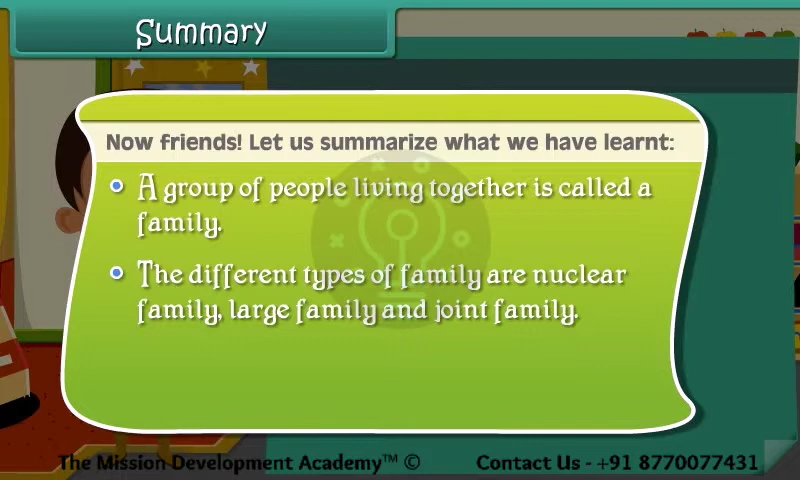 Summary
Now friends! Let us summarize what we have learnt:
A group of people living together is called a
family.
The different types of family are nuclear
family, large family and joint family.
The Mission Development Academy™ © Contact Us - +91 8770077431